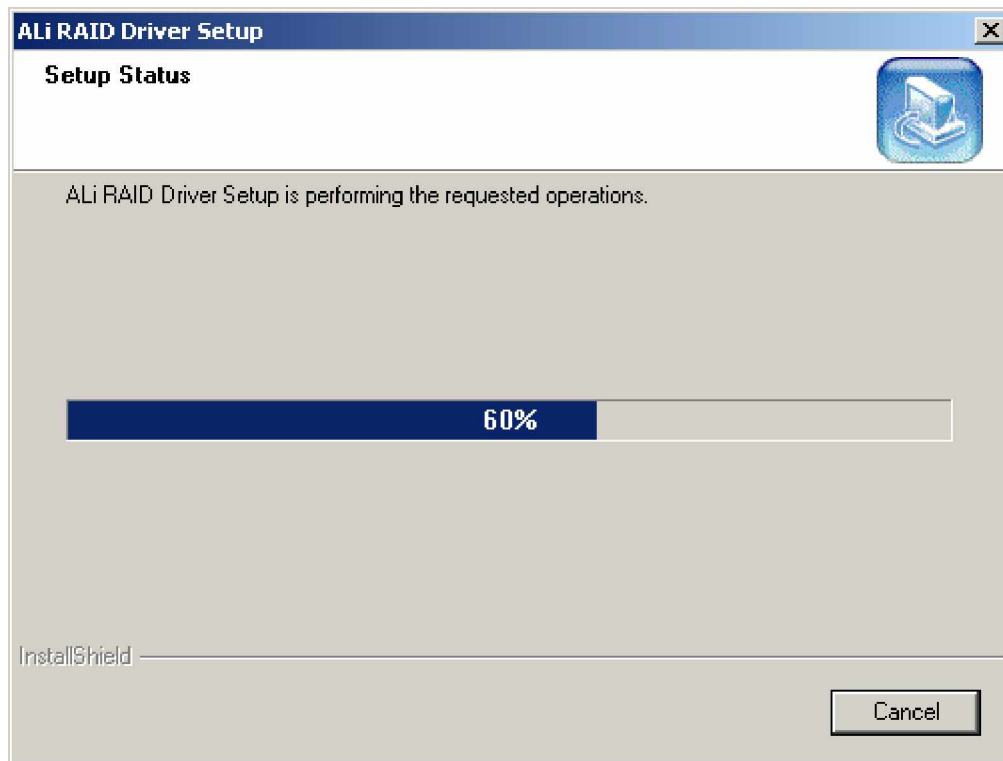 ALi RAID Driver Setup
Setup Status
ALi RAID Driver Setup is performing the requested operations.
60%
InstallShield
Cancel